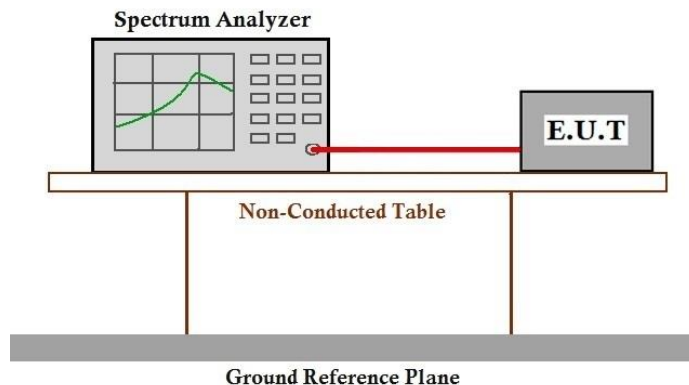 Spectrum Analyzer
E.U.T
Non-Conducted Table
Ground Reference Plane